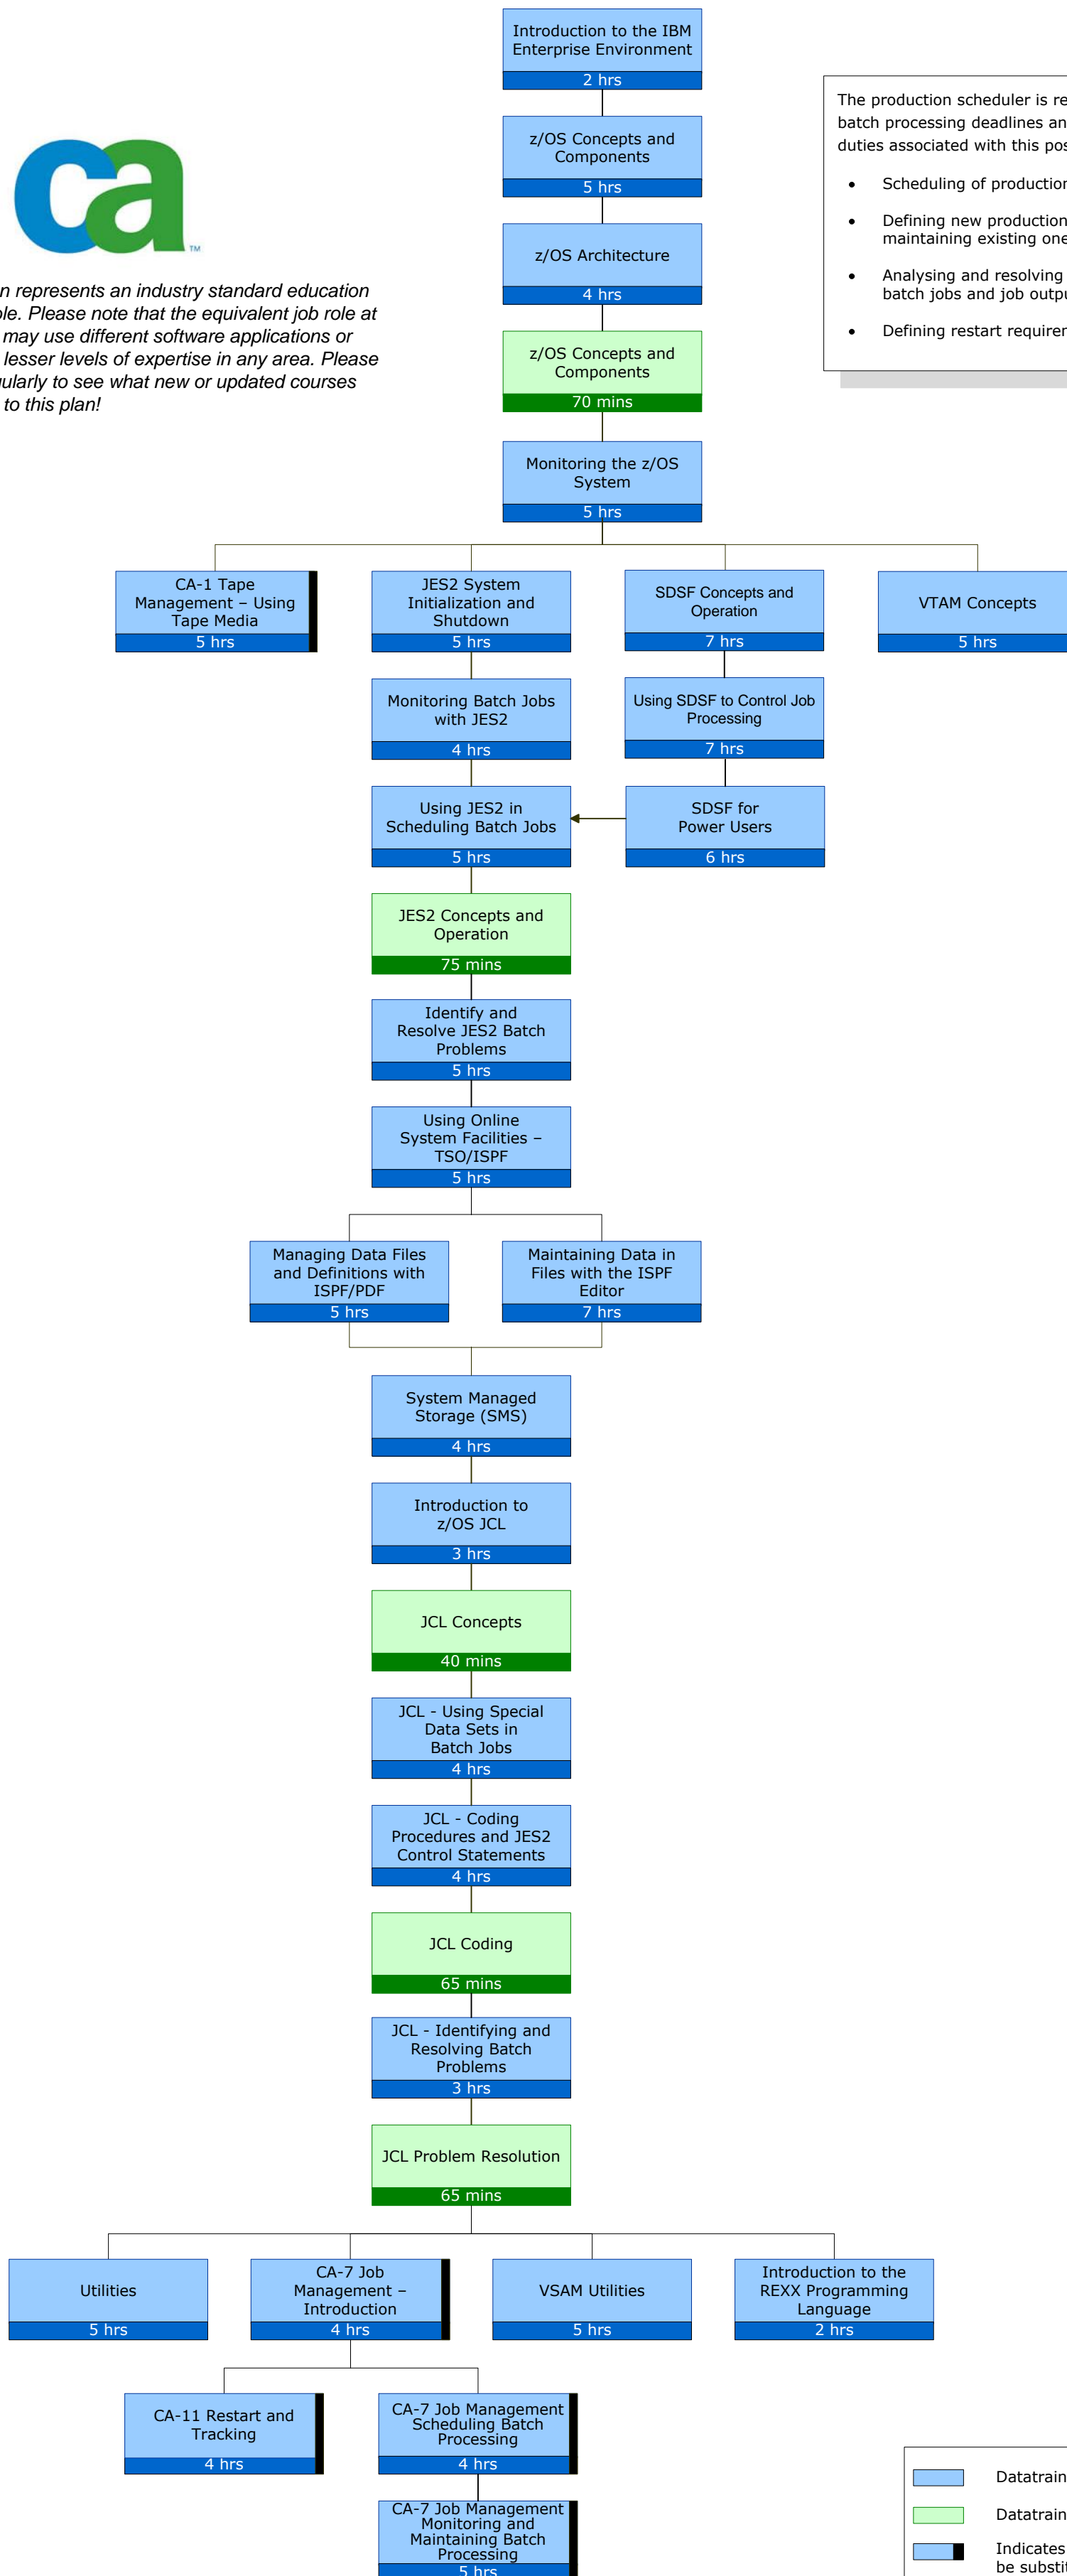 Introduction to the IBM
Enterprise Environment
2 hrs
ca
TM
The production scheduler is
batch processing deadlines
duties associated with this
• Scheduling of
• Defining new production
maintaining existing
• Analysing and resolving
batch jobs and job
• Defining restart
z/OS Concepts and
Components
5 hrs
z/OS Architecture
4 hrs
represents an industry standard education
Please note that the equivalent job role at
may use different software applications or
lesser levels of expertise in any area. Please
to see what new or updated courses
to this plan!
z/OS Concepts and
Components
70 mins
Monitoring the z/OS
System
5 hrs
CA-1 Tape
Management – Using
Tape Media
5 hrs
JES2 System
Initialization and
Shutdown
5 hrs
SDSF Concepts and
Operation
7 hrs
VTAM Concepts
5 hrs
Monitoring Batch Jobs
with JES2
4 hrs
Using SDSF to Control Job
Processing
7 hrs
Using JES2 in
Scheduling Batch Jobs
5 hrs
SDSF for
Power Users
6 hrs
JES2 Concepts and
Operation
75 mins
Identify and
Resolve JES2 Batch
Problems
5 hrs
Using Online
System Facilities –
TSO/ISPF
5 hrs
Managing Data Files
and Definitions with
ISPF/PDF
5 hrs
Maintaining Data in
Files with the ISPF
Editor
7 hrs
System Managed
Storage (SMS)
4 hrs
Introduction to
z/OS JCL
3 hrs
JCL Concepts
40 mins
JCL - Using Special
Data Sets in
Batch Jobs
4 hrs
JCL - Coding
Procedures and JES2
Control Statements
4 hrs
JCL Coding
65 mins
JCL - Identifying and
Resolving Batch
Problems
3 hrs
JCL Problem Resolution
65 mins
Utilities
5 hrs
CA-7 Job
Management –
Introduction
4 hrs
VSAM Utilities
5 hrs
Introduction to the
REXX Programming
Language
2 hrs
CA-11 Restart and
Tracking
4 hrs
CA-7 Job Management
Scheduling Batch
Processing
4 hrs
CA-7 Job Management
Monitoring and
Maintaining Batch
Processing
5 hrs
Datatrain
Datatrain
Indicates
be